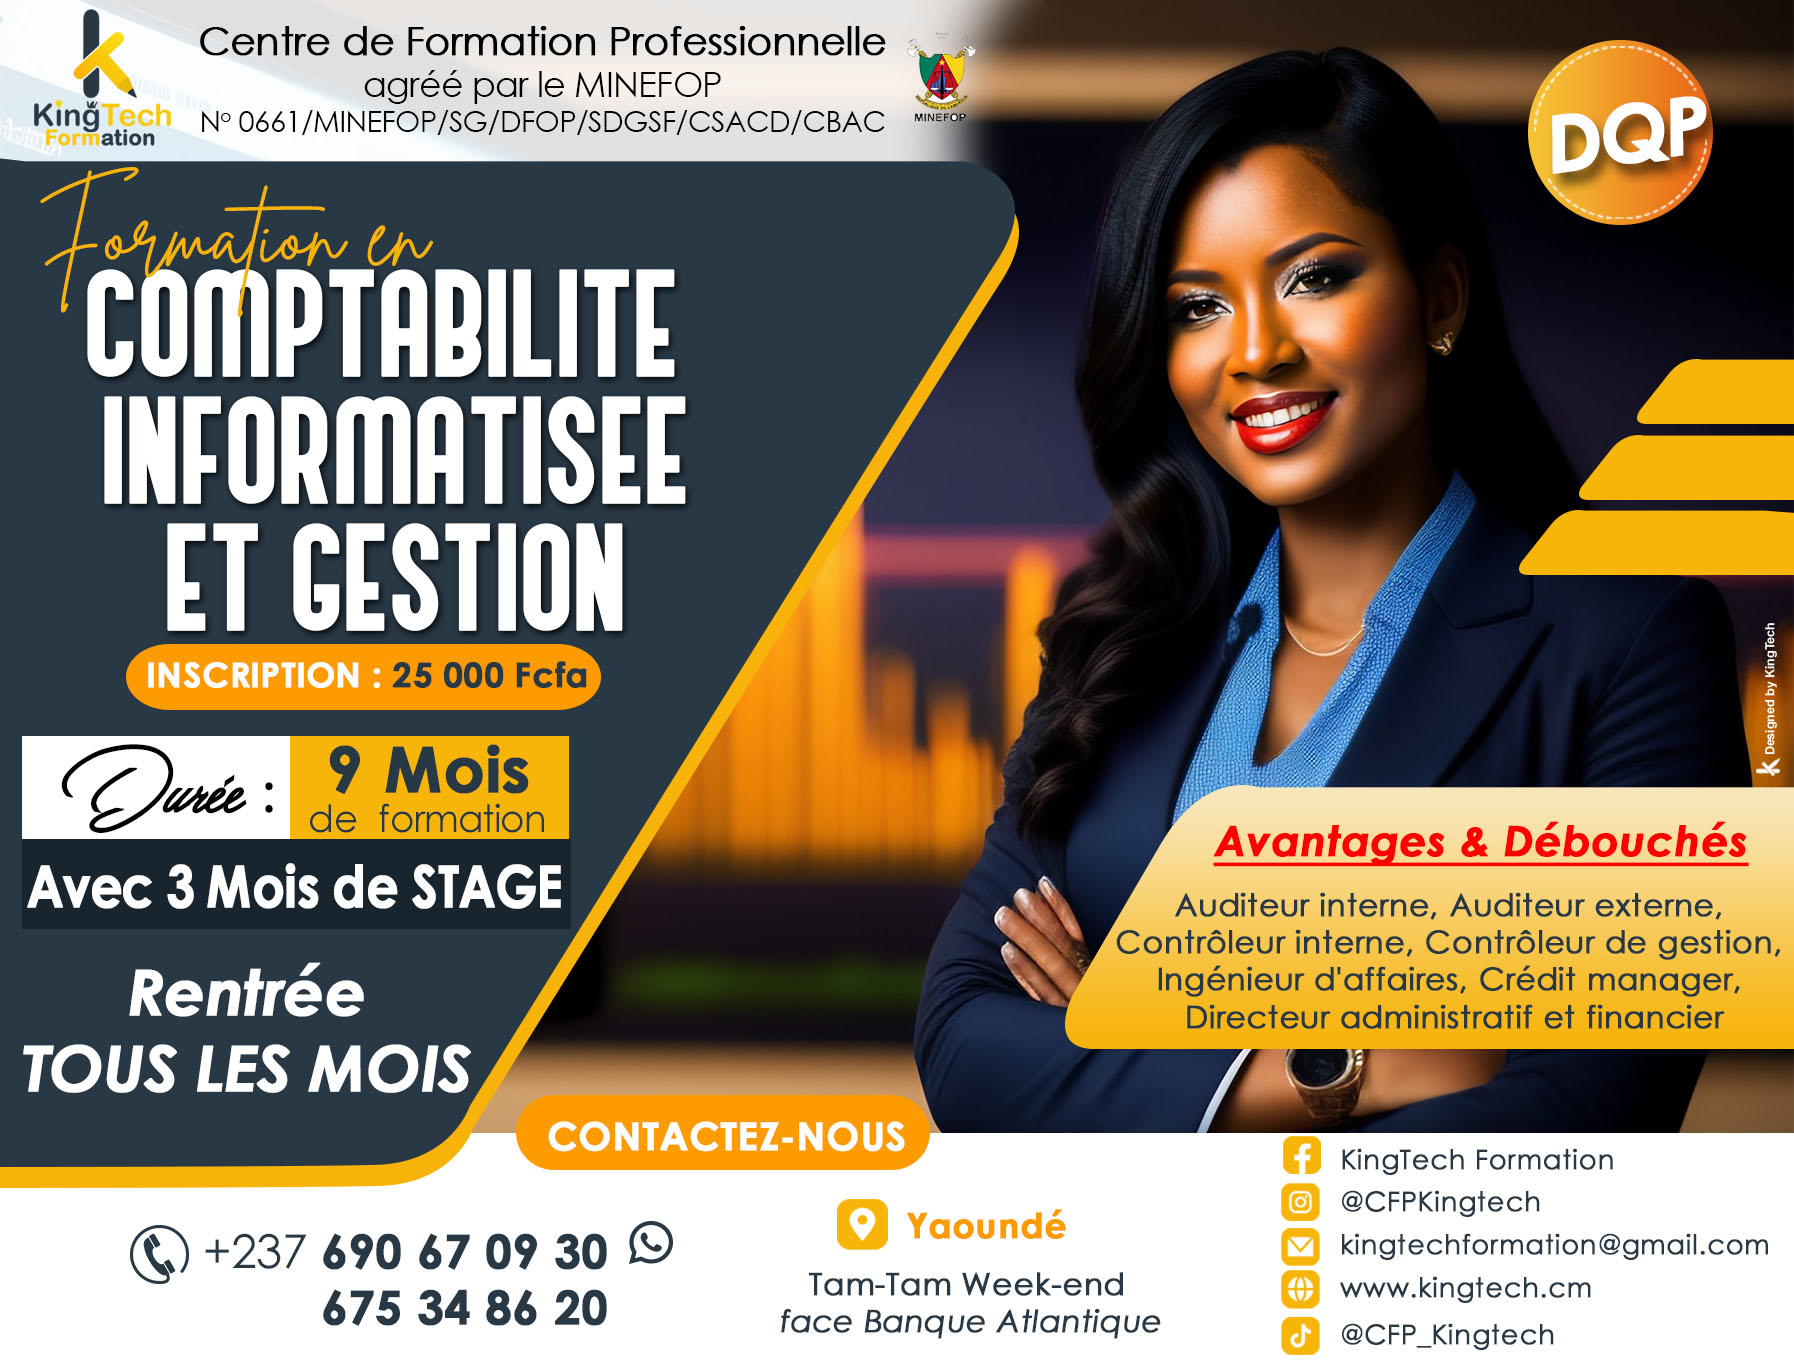 KingTech
Formation
Centre de Formation Professionnelle
agréé par le MINEFOP
N° 0661/MINEFOP/SG/DFOP/SDGSF/CSACD/CBAC
MINEFOP
DQP
Formation en
COMPTABILITE
INFORMATISEE
ET GESTION
INSCRIPTION : 25 000 Fcfa
Durée :
9 Mois
de formation
Avec 3 Mois de STAGE
Rentrée
TOUS LES MOIS
Designed by KingTech
Avantages & Débouchés
Auditeur interne, Auditeur externe,
Contrôleur interne, Contrôleur de gestion,
Ingénieur d'affaires, Crédit manager,
Directeur administratif et financier
CONTACTEZ-NOUS
+237 690 67 09 30
675 34 86 20
Yaoundé
Tam-Tam Week-end
face Banque Atlantique
KingTech Formation
@CFPKingtech
kingtechformation@gmail.com
www.kingtech.cm
@CFP_Kingtech